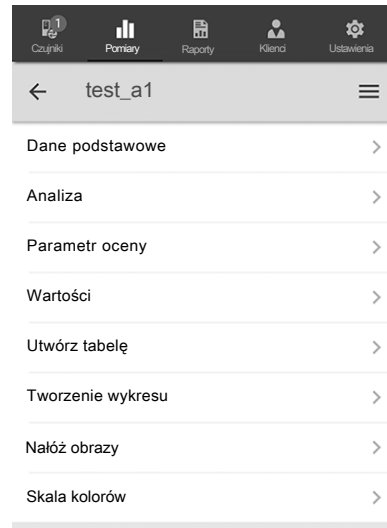 1
Czujniki Pomiary Raporty Klienci Ustawienia
test_a1
Dane podstawowe
Analiza
Parametr oceny
Wartości
Utwórz tabelę
Tworzenie wykresu
Nałóż obrazy
Skala kolorów